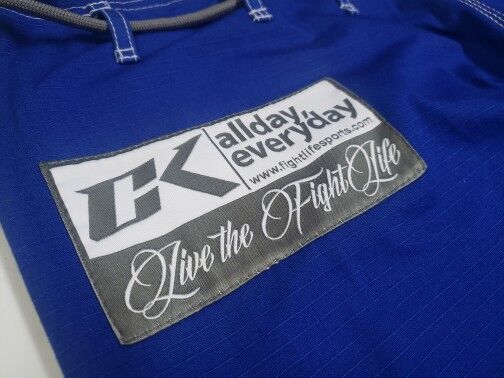 CK
allday
everyday
www.fightlifesports.com
Live the Fight Life